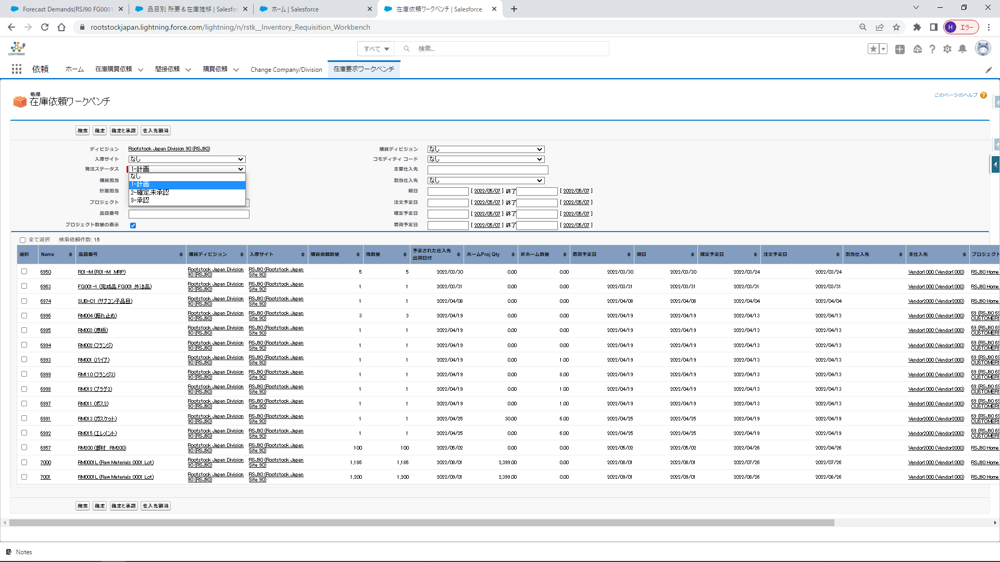 Forecast Demands(RSJ90 FG0001
品目別 所要＆在庫推移 | Salesfor
ホーム | Salesforce
在庫依頼ワークベンチ | Salesforce
rootstockjapan.lightning.force.com/lightning/n/rstk__Inventory_Requisition_Workbench
H エラー
LIGHTNING
すべて
検索...
依頼
ホーム
在庫購買依頼
間接依頼
購買依頼
Change Company/Division
在庫要求ワークベンチ
新規
在庫依頼ワークベンチ
このページのヘルプ
検索 確定 確定と承認 仕入先割当
ディビジョン Rootstock Japan Division 90 (RSJ90) 購買ディビジョン なし
入庫サイト なし コモディティ コード なし
発注ステータス 1-計画 主要仕入先
なし
1-計画
2-確定,未承認
3-承認
購買担当 割当仕入先 なし
計画担当 期日 [ 2022/05/07 ] 終了 [ 2022/05/07 ]
プロジェクト 注文予定日 [ 2022/05/07 ] 終了 [ 2022/05/07 ]
品目番号 確定予定日 [ 2022/05/07 ] 終了 [ 2022/05/07 ]
プロジェクト数量の表示 着荷予定日 [ 2022/05/07 ] 終了 [ 2022/05/07 ]
全て選択 検索依頼件数: 15
選択 Name 品目番号 購買ディビジョン 入庫サイト 購買依頼数量 残数量 予定された仕入先出荷日付 ホームProj Qty 非ホーム数量 着荷予定日 期日 確定予定日 注文予定日 割当仕入先 主仕入先 プロジェクト
6950 R01-M (R01-M MRP) Rootstock Japan Division 90 (RSJ90) RSJ90 (Rootstock Japan Site 90) 5 5 2022/03/30 0.00 0.00 2022/03/30 2022/03/30 2022/03/24 2022/03/24 Vendor1000 (Vendor1000) RSJ90 Home
6963 FG001-1 (完成品 FG001 外注品) Rootstock Japan Division 90 (RSJ90) RSJ90 (Rootstock Japan Site 90) 1 1 2022/03/31 0.00 0.00 2022/03/31 2022/03/31 2022/03/31 2022/03/31 Vendor1000 (Vendor1000) RSJ90 Home
6974 SUB-C1 (サブコン子品目) Rootstock Japan Division 90 (RSJ90) RSJ90 (Rootstock Japan Site 90) 1 1 2022/04/08 0.00 0.00 2022/04/08 2022/04/08 2022/04/04 2022/04/04 Vendor2000 (Vendor2000) RSJ90 Home
6996 RM004 (振れ止め) Rootstock Japan Division 90 (RSJ90) RSJ90 (Rootstock Japan Site 90) 3 3 2022/04/19 0.00 0.00 2022/04/19 2022/04/19 2022/04/13 2022/04/13 Vendor1000 (Vendor1000) 69 (RSJ90 69 CUSTOMER1
6995 RM003 (底板) Rootstock Japan Division 90 (RSJ90) RSJ90 (Rootstock Japan Site 90) 1 1 2022/04/19 0.00 0.00 2022/04/19 2022/04/19 2022/04/13 2022/04/13 Vendor1000 (Vendor1000) 69 (RSJ90 69 CUSTOMER1
6994 RM002 (フランジ) Rootstock Japan Division 90 (RSJ90) RSJ90 (Rootstock Japan Site 90) 1 1 2022/04/19 0.00 0.00 2022/04/19 2022/04/19 2022/04/13 2022/04/13 Vendor1000 (Vendor1000) 69 (RSJ90 69 CUSTOMER1
6993 RM001 (パイプ) Rootstock Japan Division 90 (RSJ90) RSJ90 (Rootstock Japan Site 90) 1 1 2022/04/19 0.00 1.00 2022/04/19 2022/04/19 2022/04/13 2022/04/13 Vendor1000 (Vendor1000) 69 (RSJ90 69 CUSTOMER1
6999 RM110 (フランジ3) Rootstock Japan Division 90 (RSJ90) RSJ90 (Rootstock Japan Site 90) 1 1 2022/04/19 0.00 8.00 2022/04/19 2022/04/19 2022/04/13 2022/04/13 Vendor1000 (Vendor1000) 69 (RSJ90 69 CUSTOMER1
6998 RM012 (プラグ2) Rootstock Japan Division 90 (RSJ90) RSJ90 (Rootstock Japan Site 90) 1 1 2022/04/19 0.00 1.00 2022/04/19 2022/04/19 2022/04/13 2022/04/13 Vendor1000 (Vendor1000) 69 (RSJ90 69 CUSTOMER1
6997 RM011 (ボス2) Rootstock Japan Division 90 (RSJ90) RSJ90 (Rootstock Japan Site 90) 1 1 2022/04/19 0.00 1.00 2022/04/19 2022/04/19 2022/04/13 2022/04/13 Vendor1000 (Vendor1000) 69 (RSJ90 69 CUSTOMER1
6991 RM013 (ガスケット) Rootstock Japan Division 90 (RSJ90) RSJ90 (Rootstock Japan Site 90) 1 1 2022/04/25 30.00 6.00 2022/04/25 2022/04/25 2022/04/19 2022/04/19 Vendor2000 (Vendor2000) 69 (RSJ90 69 CUSTOMER1
6992 RM015 (エレメント) Rootstock Japan Division 90 (RSJ90) RSJ90 (Rootstock Japan Site 90) 1 1 2022/04/25 0.00 6.00 2022/04/25 2022/04/25 2022/04/19 2022/04/19 Vendor2000 (Vendor2000) 69 (RSJ90 69 CUSTOMER1
6957 RM200 (部材 RM200) Rootstock Japan Division 90 (RSJ90) RSJ90 (Rootstock Japan Site 90) 100 100 2022/05/02 0.00 0.00 2022/05/02 2022/05/02 2022/04/26 2022/04/26 Vendor2000 (Vendor2000) RSJ90 Home
7000 RM0001L (Raw Materials 0001 Lot) Rootstock Japan Division 90 (RSJ90) RSJ90 (Rootstock Japan Site 90) 1,186 1,186 2022/08/01 2,399.00 0.00 2022/08/01 2022/08/01 2022/07/26 2022/07/26 Vendor1000 (Vendor1000) RSJ90 Home
7001 RM0001L (Raw Materials 0001 Lot) Rootstock Japan Division 90 (RSJ90) RSJ90 (Rootstock Japan Site 90) 1,200 1,200 2022/09/01 2,399.00 0.00 2022/09/01 2022/09/01 2022/08/26 2022/08/26 Vendor1000 (Vendor1000) RSJ90 Home
検索 確定 確定と承認 仕入先割当
Notes